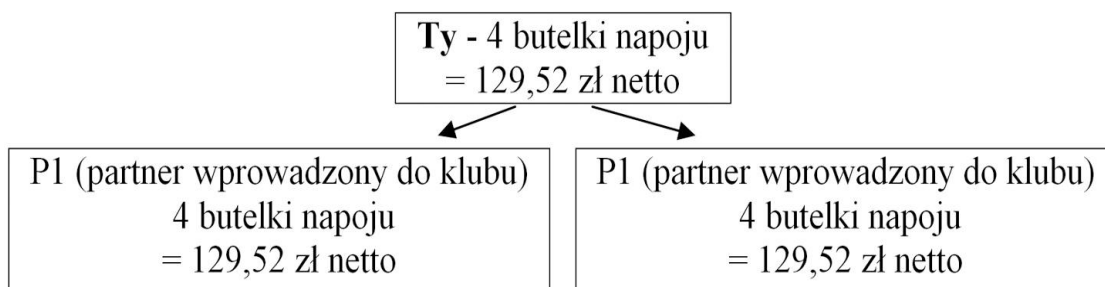 Ty - 4 butelki napoju
= 129,52 zł netto
P1 (partner wprowadzony do klubu)
4 butelki napoju
= 129,52 zł netto
P1 (partner wprowadzony do klubu)
4 butelki napoju
= 129,52 zł netto